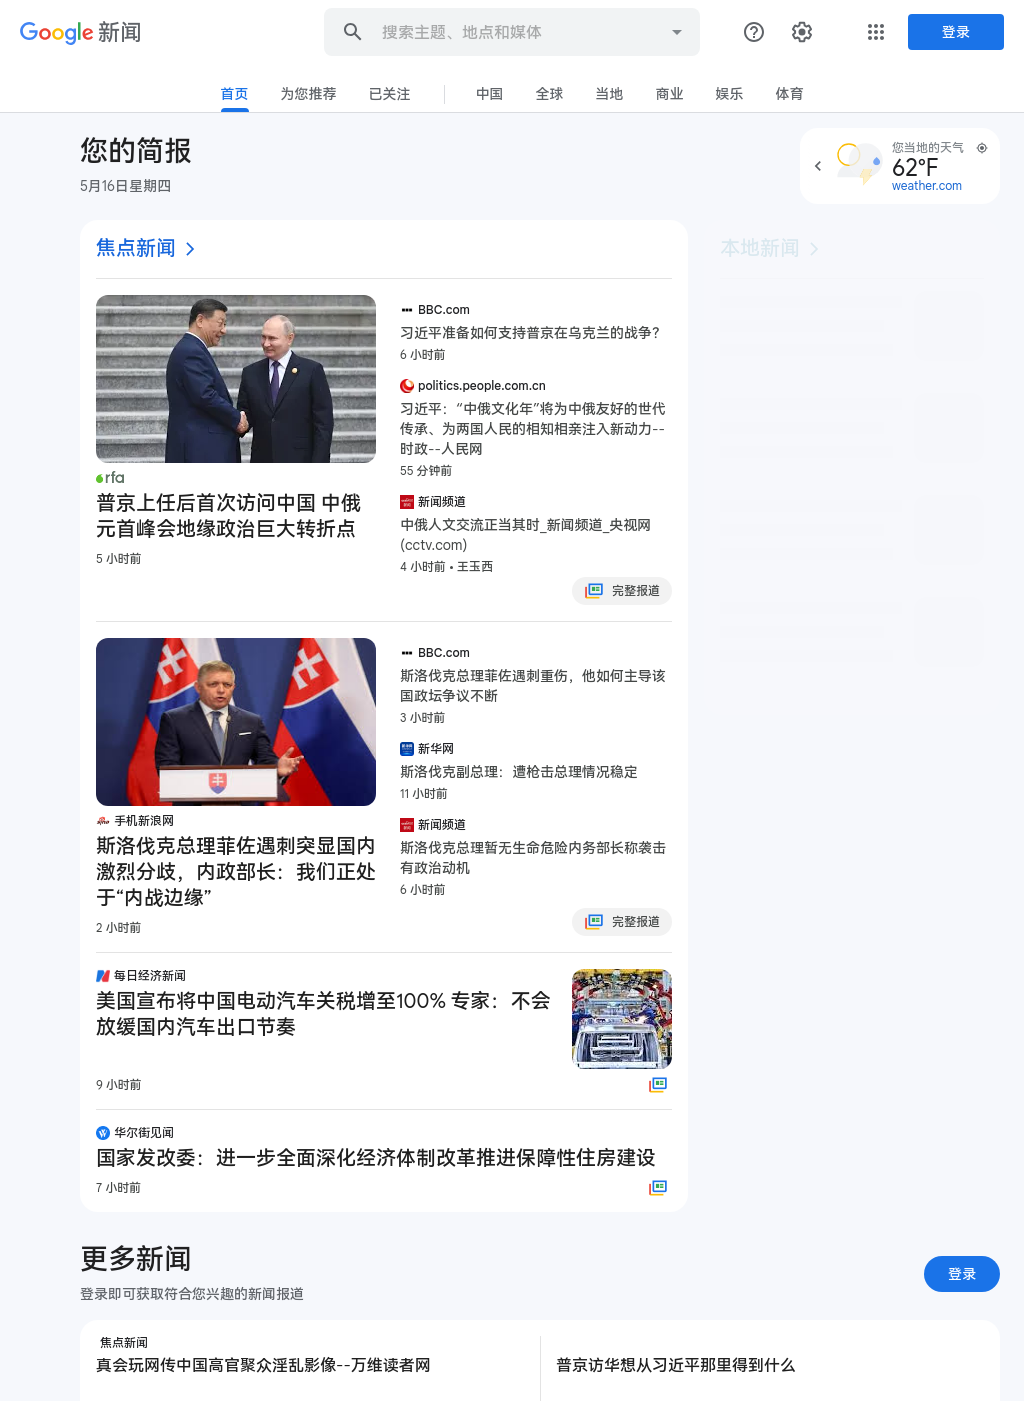 Google 新闻
搜索主题、地点和媒体
登录
首页
为您推荐
已关注
中国
全球
当地
商业
娱乐
体育
您的简报
5月16日星期四
您当地的天气
62°F
weather.com
焦点新闻
本地新闻
rfa
普京上任后首次访问中国 中俄
元首峰会地缘政治巨大转折点
5 小时前
BBC.com
习近平准备如何支持普京在乌克兰的战争？
6 小时前
politics.people.com.cn
习近平：“中俄文化年”将为中俄友好的世代
传承、为两国人民的相知相亲注入新动力--
时政--人民网
55 分钟前
新闻频道
中俄人文交流正当其时_新闻频道_央视网
(cctv.com)
4 小时前 • 王玉西
完整报道
手机新浪网
斯洛伐克总理菲佐遇刺突显国内
激烈分歧，内政部长：我们正处
于“内战边缘”
2 小时前
BBC.com
斯洛伐克总理菲佐遇刺重伤，他如何主导该
国政坛争议不断
3 小时前
新华网
斯洛伐克副总理：遭枪击总理情况稳定
11 小时前
新闻频道
斯洛伐克总理暂无生命危险内务部长称袭击
有政治动机
6 小时前
完整报道
每日经济新闻
美国宣布将中国电动汽车关税增至100% 专家：不会
放缓国内汽车出口节奏
9 小时前
华尔街见闻
国家发改委：进一步全面深化经济体制改革推进保障性住房建设
7 小时前
更多新闻
登录即可获取符合您兴趣的新闻报道
登录
焦点新闻
真会玩网传中国高官聚众淫乱影像--万维读者网
普京访华想从习近平那里得到什么